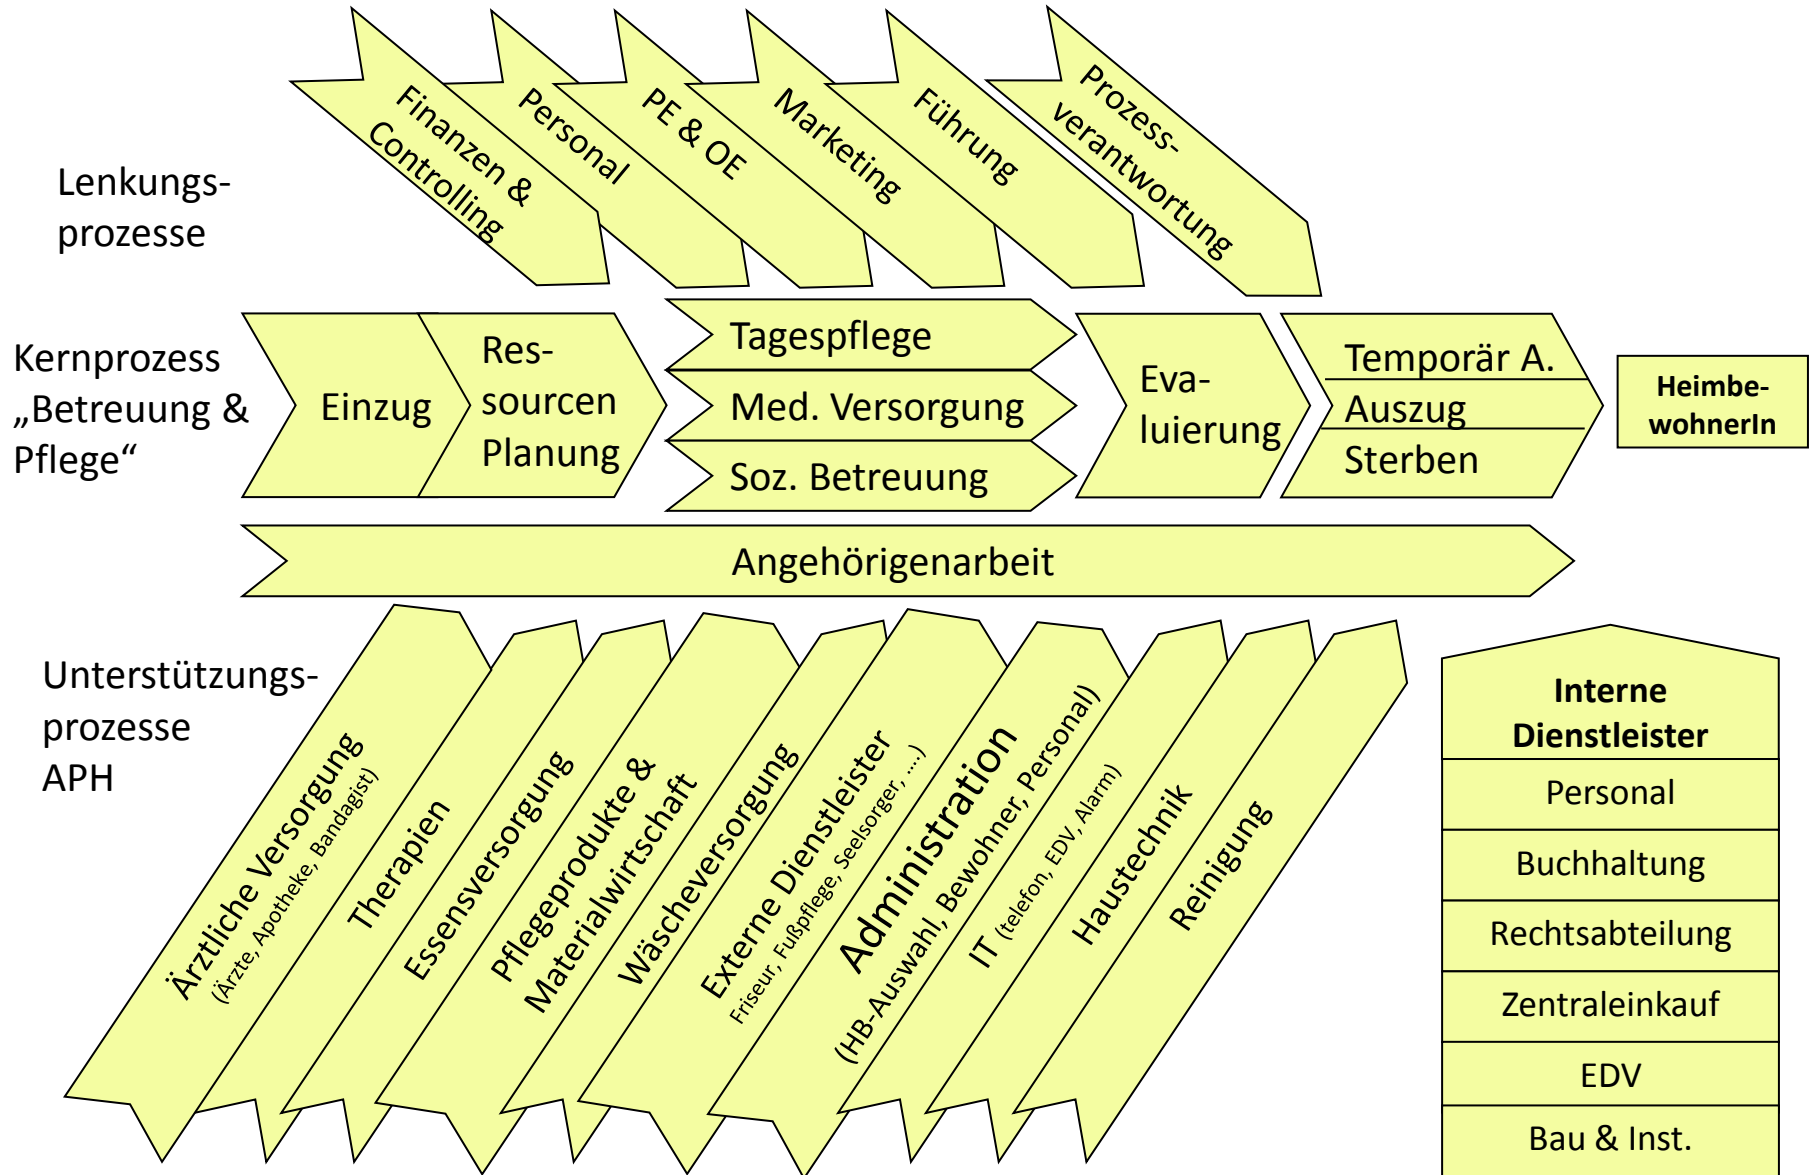 Lenkungs-
prozesse
Finanzen &
Controlling
Personal
PE & OE
Marketing
Führung
Prozess-
verantwortung
Kernprozess
„Betreuung &
Pflege“
Einzug
Res-
sourcen
Planung
Tagespflege
Med. Versorgung
Soz. Betreuung
Eva-
luierung
Temporär A.
Auszug
Sterben
Heimbe-
wohnerIn
Angehörigenarbeit
Unterstützungs-
prozesse
APH
Ärztliche Versorgung
(Ärzte, Apotheke, Bandagist)
Therapien
Essensversorgung
Pflegeprodukte &
Materialwirtschaft
Wäscheversorgung
Externe Dienstleister
Friseur, Fußpflege, Seelsorger, ....)
Administration
(HB-Auswahl, Bewohner, Personal)
IT (telefon, EDV, Alarm)
Haustechnik
Reinigung
Interne
Dienstleister
Personal
Buchhaltung
Rechtsabteilung
Zentraleinkauf
EDV
Bau & Inst.